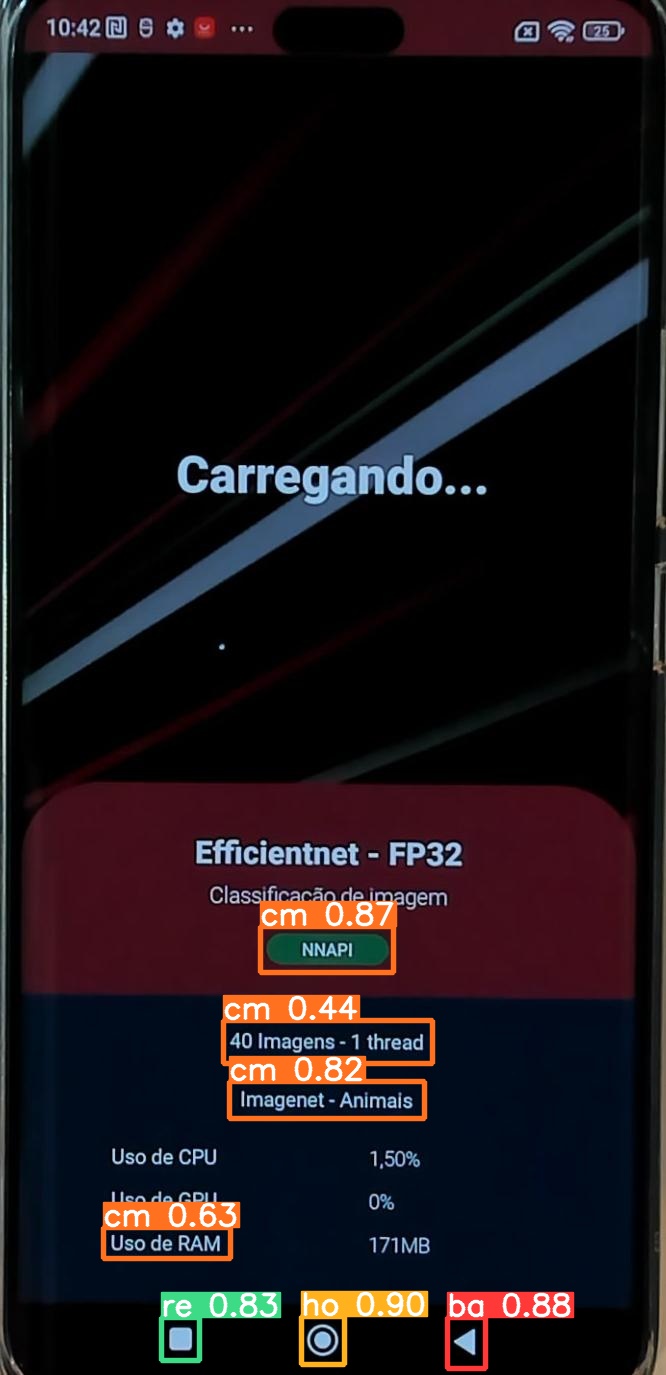 10:42
25
Carregando...
Efficientnet - FP32
Classificação de imagem
cm 0.87
NNAPI
cm 0.44
40 Imagens - 1 thread
cm 0.82
Imagenet - Animais
Uso de CPU 1,50%
Uso de GPU 0%
cm 0.63
Uso de RAM 171MB
re 0.83 ho 0.90 ba 0.88